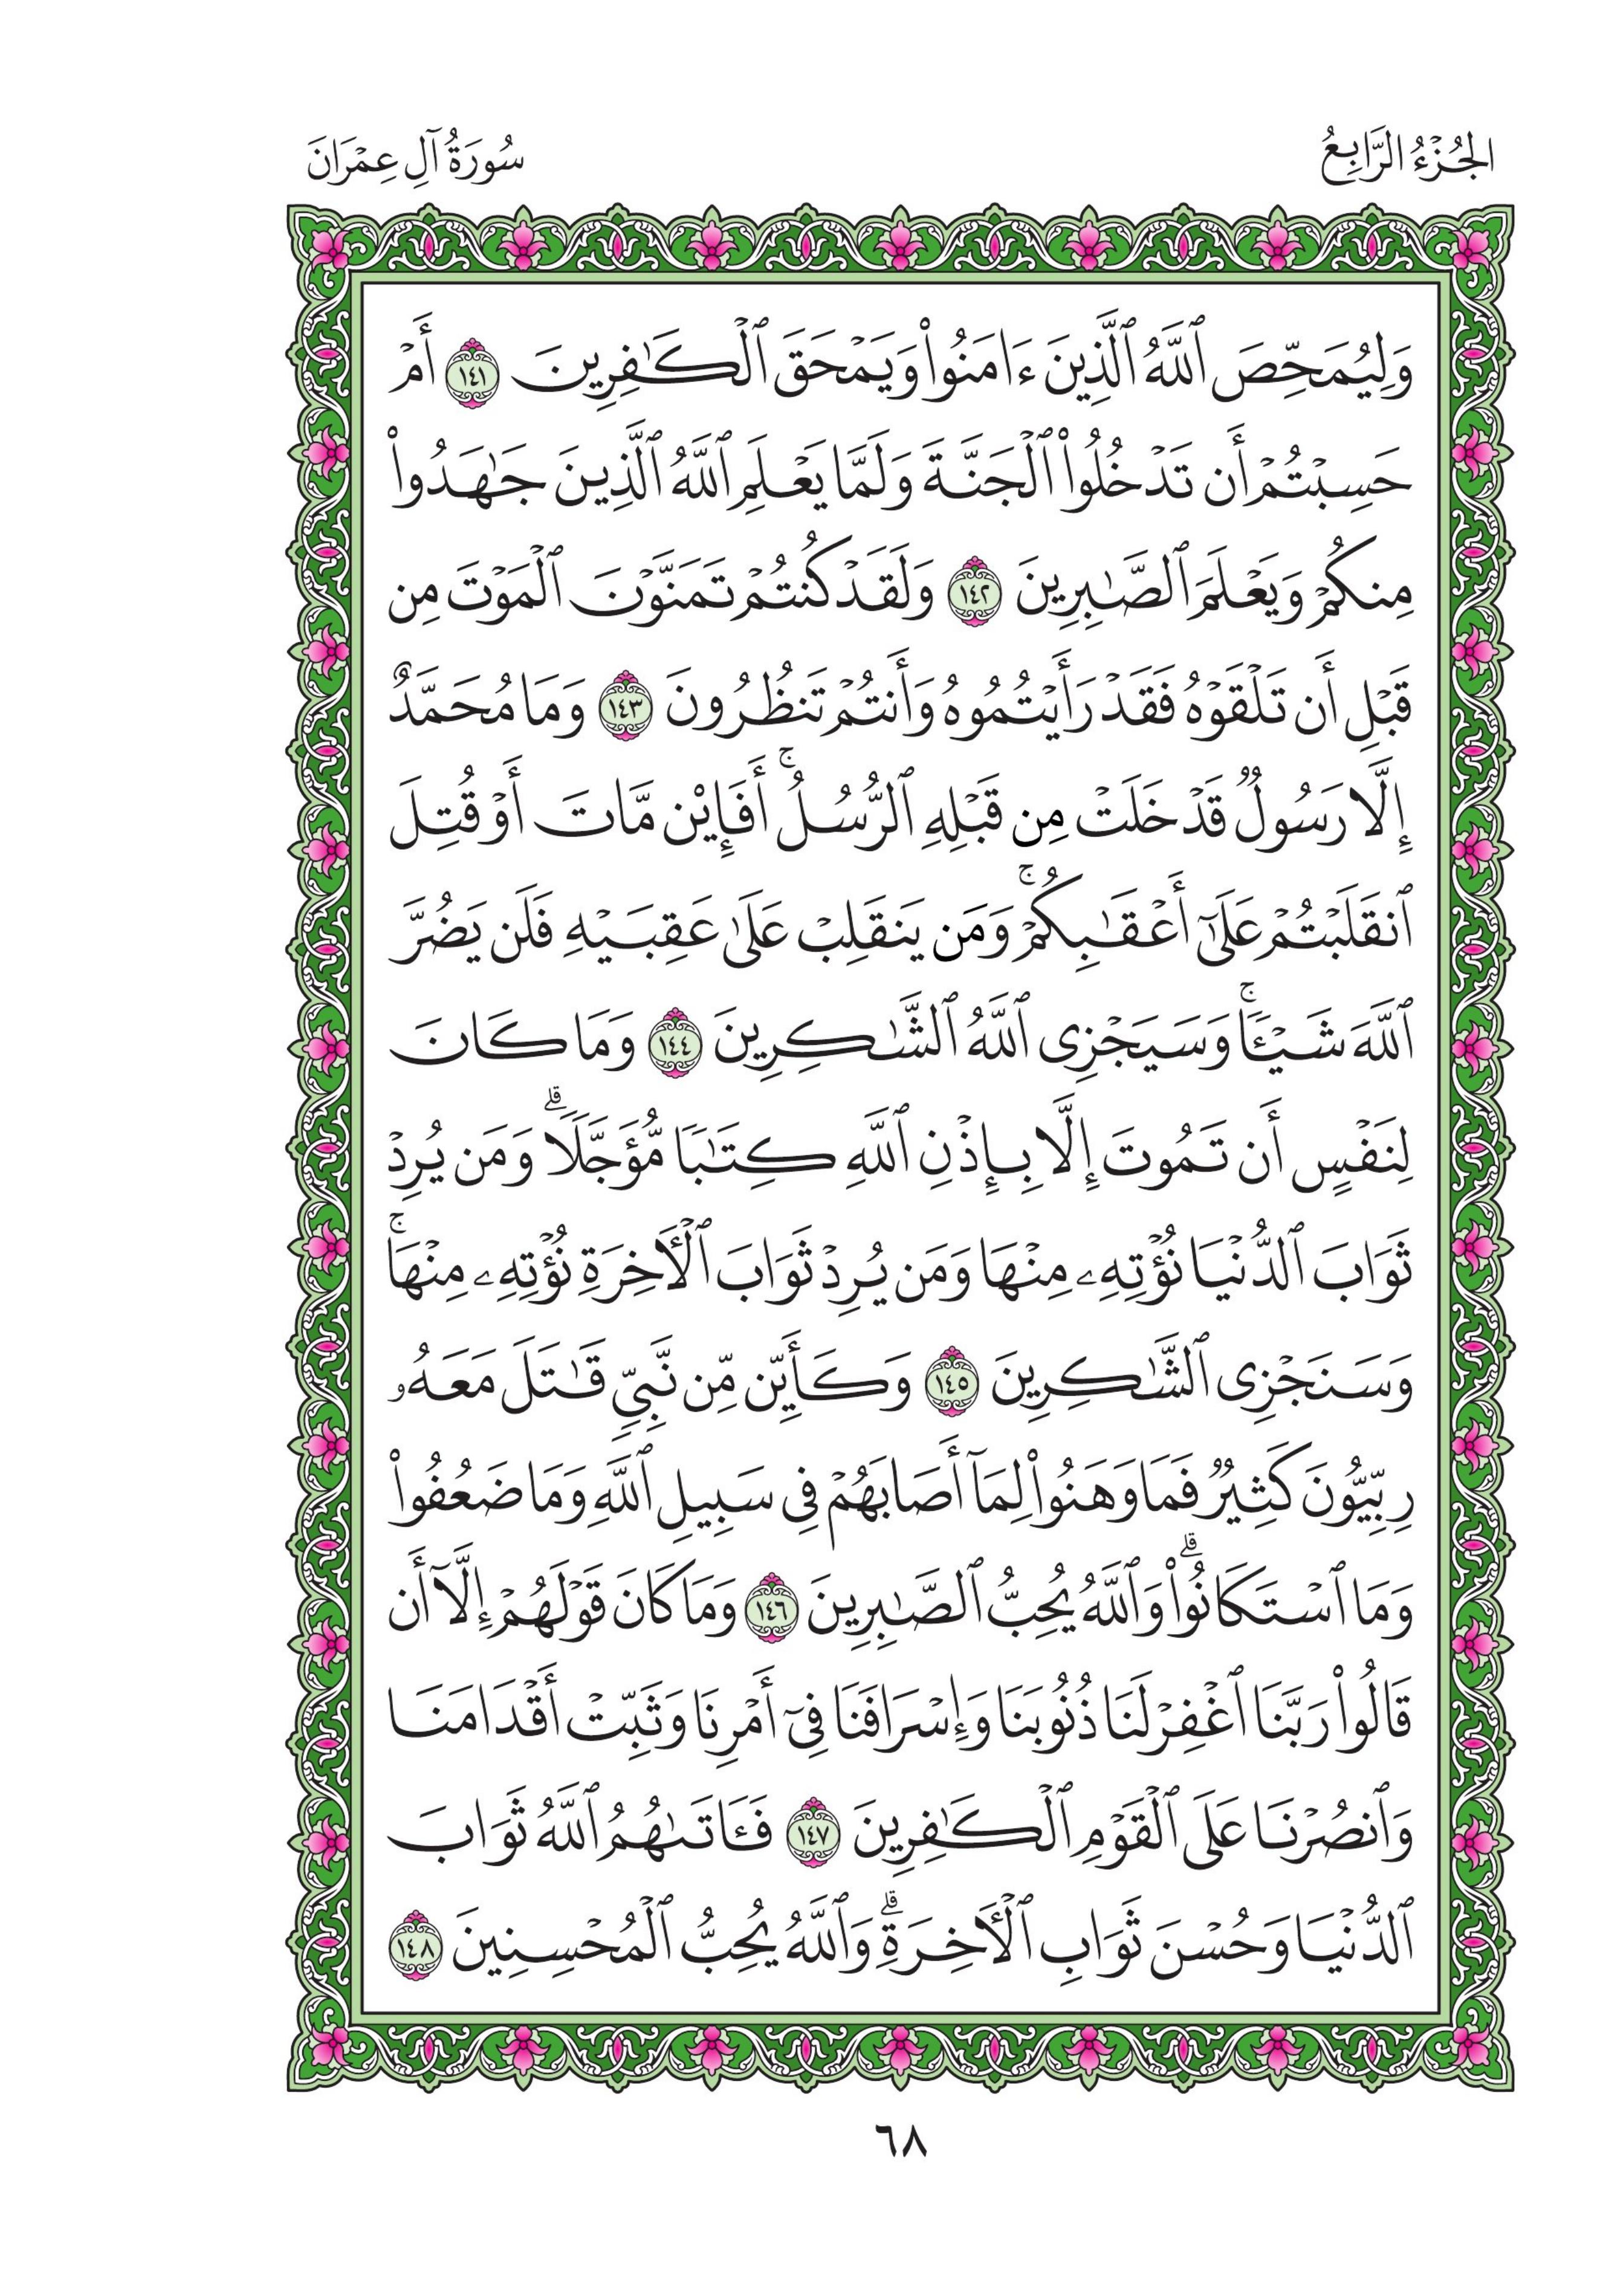 الجُزْءُ الرَّابِعُ
سُورَةُ آلِ عِمْرَانَ
وَلِيُمَحِّصَ ٱللَّهُ ٱلَّذِينَ ءَامَنُواْ وَيَمْحَقَ ٱلْكَٰفِرِينَ ١٤١ أَمْ
حَسِبْتُمْ أَن تَدْخُلُواْ ٱلْجَنَّةَ وَلَمَّا يَعْلَمِ ٱللَّهُ ٱلَّذِينَ جَٰهَدُواْ
مِنكُمْ وَيَعْلَمَ ٱلصَّٰبِرِينَ ١٤٢ وَلَقَدْ كُنتُمْ تَمَنَّوْنَ ٱلْمَوْتَ مِن
قَبْلِ أَن تَلْقَوْهُ فَقَدْ رَأَيْتُمُوهُ وَأَنتُمْ تَنظُرُونَ ١٤٣ وَمَا مُحَمَّدٌ
إِلَّا رَسُولٌ قَدْ خَلَتْ مِن قَبْلِهِ ٱلرُّسُلُ ۚ أَفَإِيْن مَّاتَ أَوْ قُتِلَ
ٱنقَلَبْتُمْ عَلَىٰٓ أَعْقَٰبِكُمْ ۚ وَمَن يَنقَلِبْ عَلَىٰ عَقِبَيْهِ فَلَن يَضُرَّ
ٱللَّهَ شَيْـًٔا ۚ وَسَيَجْزِى ٱللَّهُ ٱلشَّٰكِرِينَ ١٤٤ وَمَا كَانَ
لِنَفْسٍ أَن تَمُوتَ إِلَّا بِإِذْنِ ٱللَّهِ كِتَٰبًا مُّؤَجَّلًا ۗ وَمَن يُرِدْ
ثَوَابَ ٱلدُّنْيَا نُؤْتِهِۦ مِنْهَا وَمَن يُرِدْ ثَوَابَ ٱلْأَخِرَةِ نُؤْتِهِۦ مِنْهَا ۚ
وَسَنَجْزِى ٱلشَّٰكِرِينَ ١٤٥ وَكَأَيِّن مِّن نَّبِىٍّ قَٰتَلَ مَعَهُۥ
رِبِّيُّونَ كَثِيرٌ فَمَا وَهَنُواْ لِمَآ أَصَابَهُمْ فِى سَبِيلِ ٱللَّهِ وَمَا ضَعُفُواْ
وَمَا ٱسْتَكَانُواْ ۗ وَٱللَّهُ يُحِبُّ ٱلصَّٰبِرِينَ ١٤٦ وَمَا كَانَ قَوْلَهُمْ إِلَّآ أَن
قَالُواْ رَبَّنَا ٱغْفِرْ لَنَا ذُنُوبَنَا وَإِسْرَافَنَا فِىٓ أَمْرِنَا وَثَبِّتْ أَقْدَامَنَا
وَٱنصُرْنَا عَلَى ٱلْقَوْمِ ٱلْكَٰفِرِينَ ١٤٧ فَـَٔاتَىٰهُمُ ٱللَّهُ ثَوَابَ
ٱلدُّنْيَا وَحُسْنَ ثَوَابِ ٱلْأَخِرَةِ ۗ وَٱللَّهُ يُحِبُّ ٱلْمُحْسِنِينَ ١٤٨
٦٨